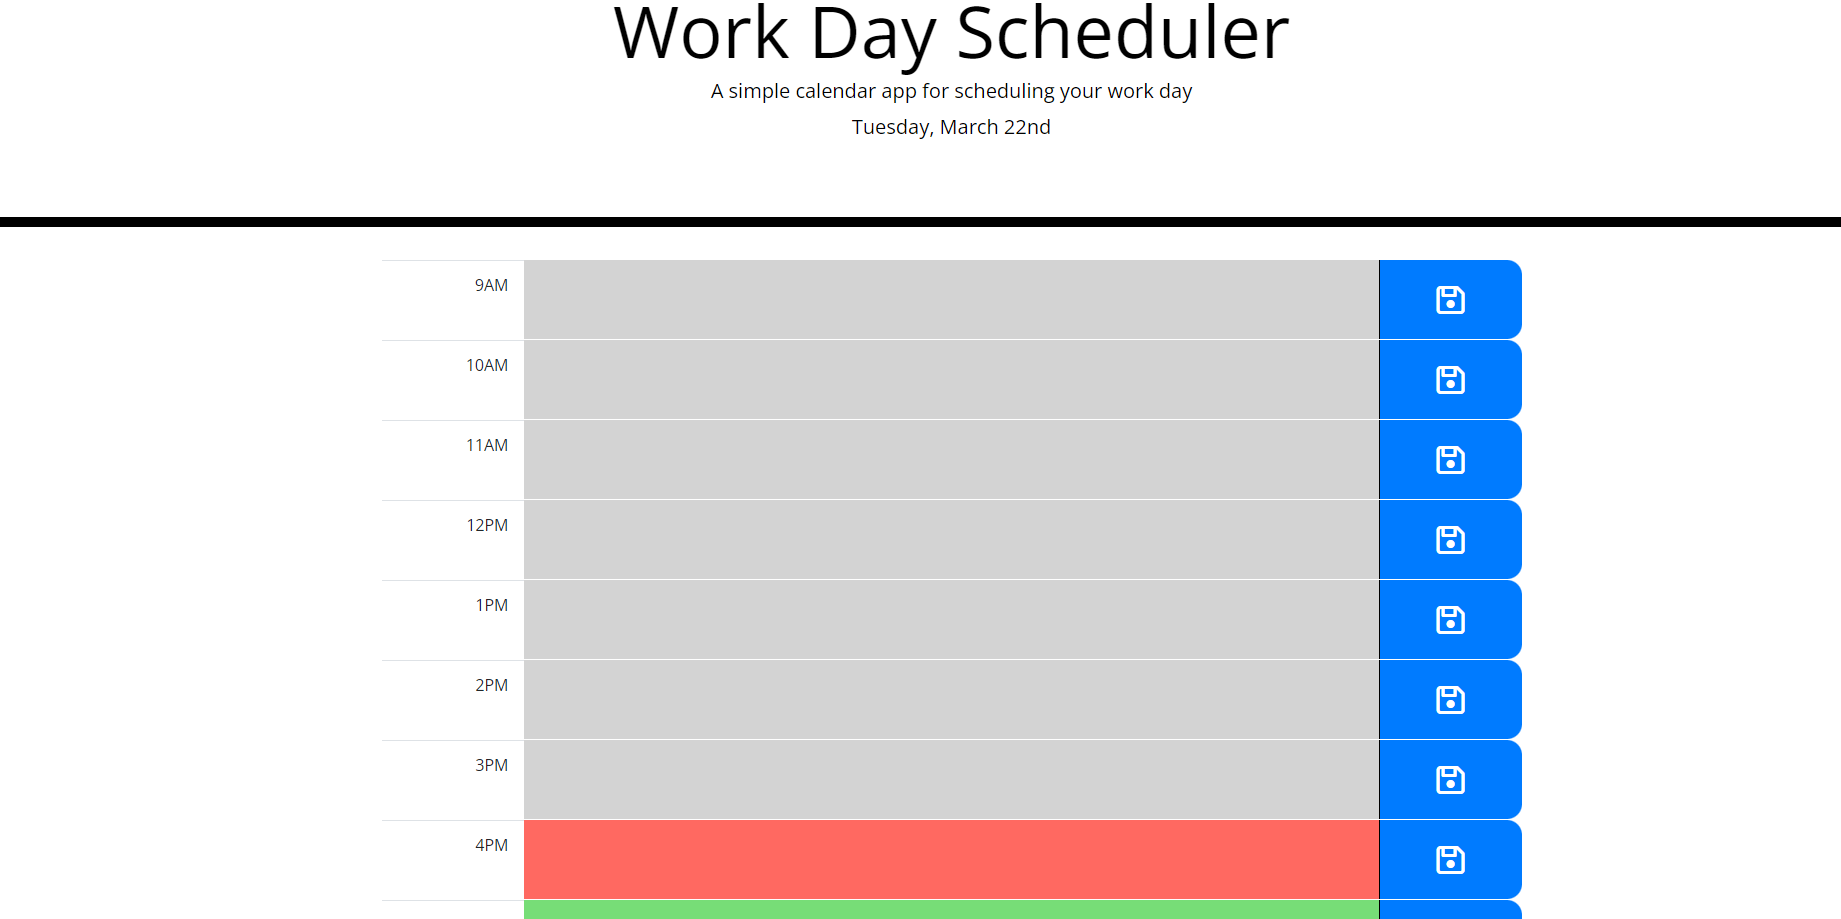 Work Day Scheduler
A simple calendar app for scheduling your work day
Tuesday, March 22nd
9AM
10AM
11AM
12PM
1PM
2PM
3PM
4PM